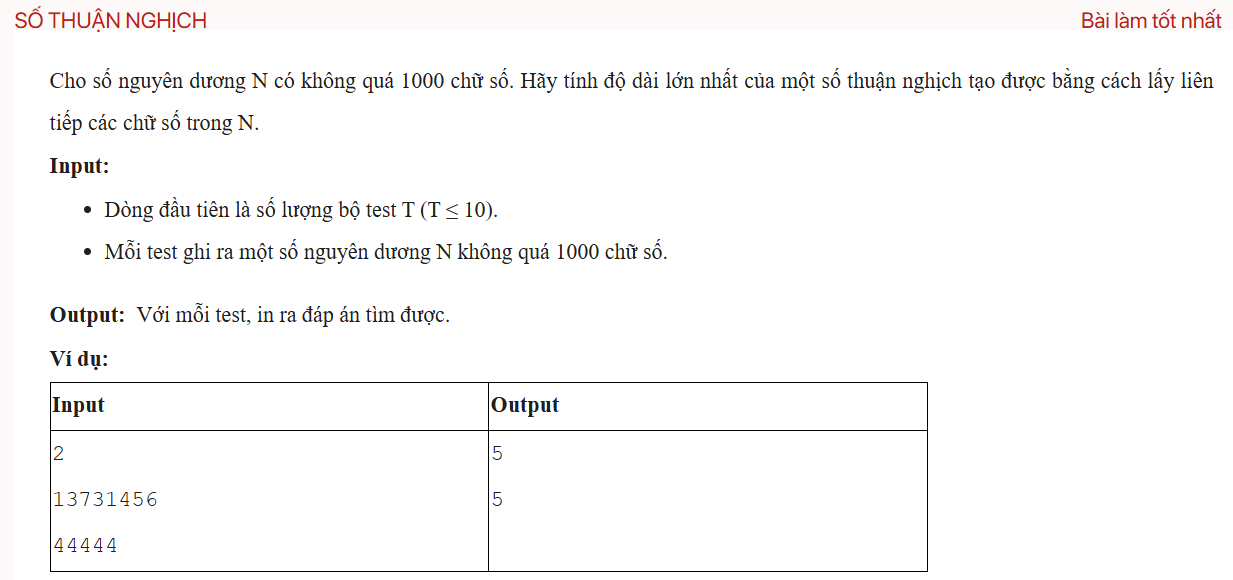 SỐ THUẬN NGHỊCH
Bài làm tốt nhất
Cho số nguyên dương N có không quá 1000 chữ số. Hãy tính độ dài lớn nhất của một số thuận nghịch tạo được bằng cách lấy liên
tiếp các chữ số trong N.
Input:
• Dòng đầu tiên là số lượng bộ test T (T ≤ 10).
• Mỗi test ghi ra một số nguyên dương N không quá 1000 chữ số.
Output: Với mỗi test, in ra đáp án tìm được.
Ví dụ:
Input
Output
2
13731456
44444
5
5